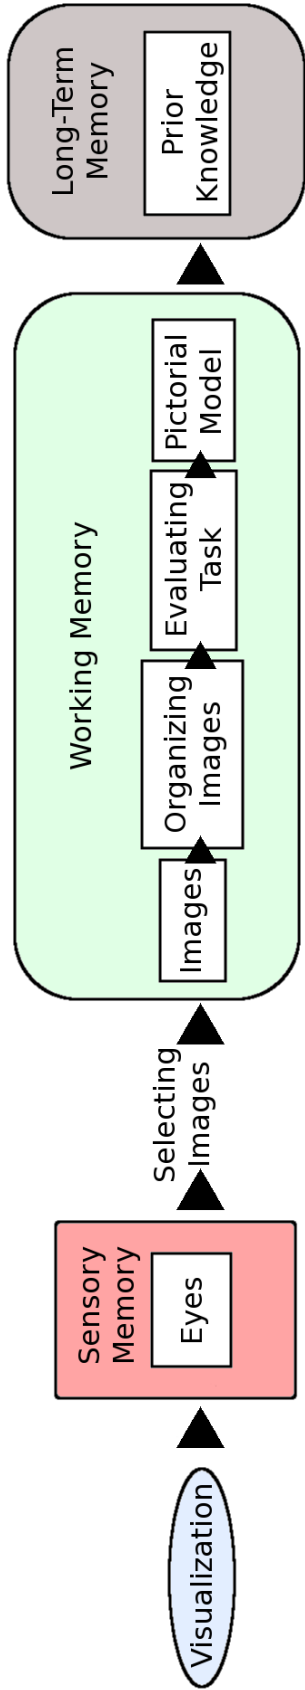 Visualization
Sensory
Memory
Eyes
Selecting
Images
Working Memory
Images
Organizing
Images
Evaluating
Task
Pictorial
Model
Long-Term
Memory
Prior
Knowledge